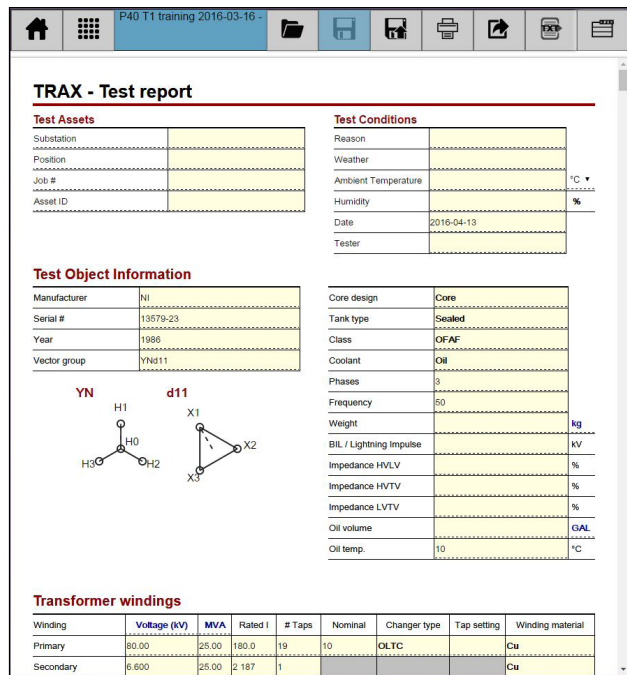 P40 T1 training 2016-03-16 -
TXT
TRAX - Test report
Test Assets
Substation
Position
Job #
Asset ID
Test Conditions
Reason
Weather
Ambient Temperature °C ▼
Humidity %
Date 2016-04-13
Tester
Test Object Information
Manufacturer NI
Serial # 13579-23
Year 1986
Vector group YNd11
YN d11
H1
H0
H3
H2
X1
X2
X3
Core design Core
Tank type Sealed
Class OFAF
Coolant Oil
Phases 3
Frequency 50
Weight kg
BIL / Lightning Impulse kV
Impedance HVLV %
Impedance HVTV %
Impedance LVTV %
Oil volume GAL
Oil temp. 10 °C
Transformer windings
Winding Voltage (kV) MVA Rated I # Taps Nominal Changer type Tap setting Winding material
Primary 80.00 25.00 180.0 19 10 OLTC Cu
Secondary 6.600 25.00 2 187 1 Cu